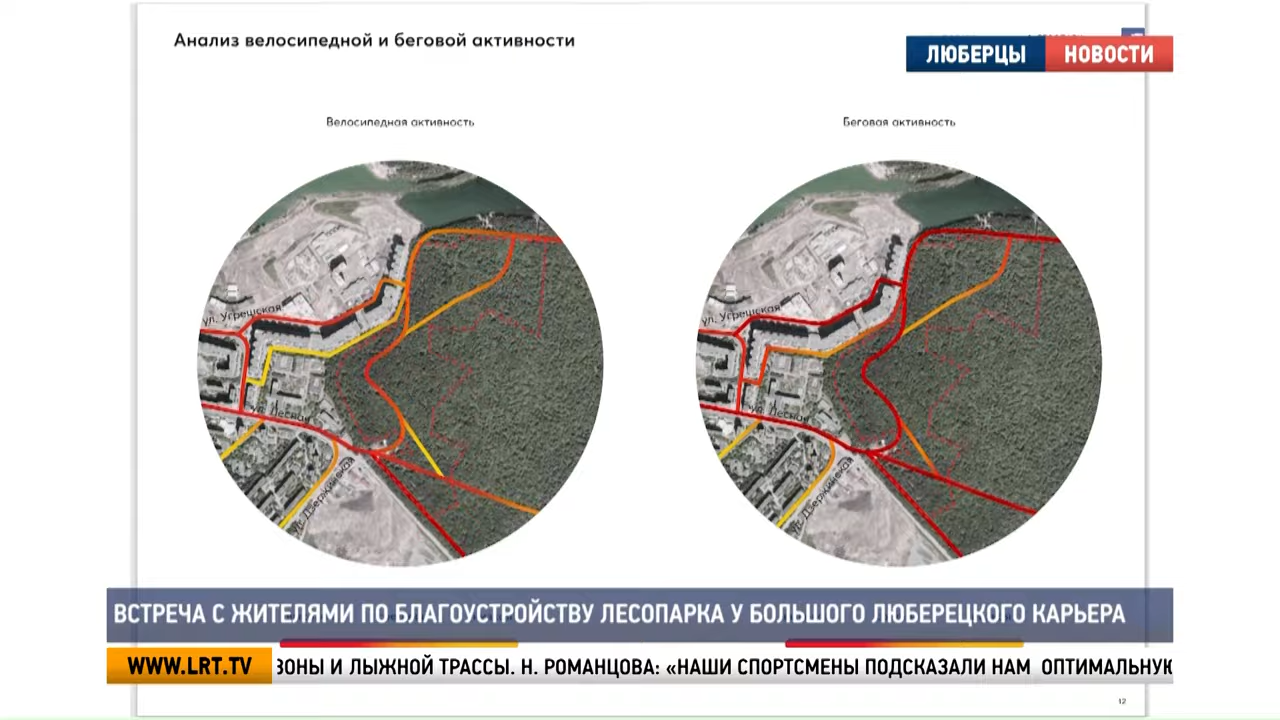 Анализ велосипедной и беговой активности
ЛЮБЕРЦЫ НОВОСТИ
Велосипедная активность
Беговая активность
ул. Угрешская
ул. Угрешская
ул. Лесная
ул. Лесная
ул. Дзержинская
ул. Дзержинская
ВСТРЕЧА С ЖИТЕЛЯМИ ПО БЛАГОУСТРОЙСТВУ ЛЕСОПАРКА У БОЛЬШОГО ЛЮБЕРЕЦКОГО КАРЬЕРА
WWW.LRT.TV
ЗОНЫ И ЛЫЖНОЙ ТРАССЫ. Н. РОМАНЦОВА: «НАШИ СПОРТСМЕНЫ ПОДСКАЗАЛИ НАМ ОПТИМАЛЬНУЮ
12